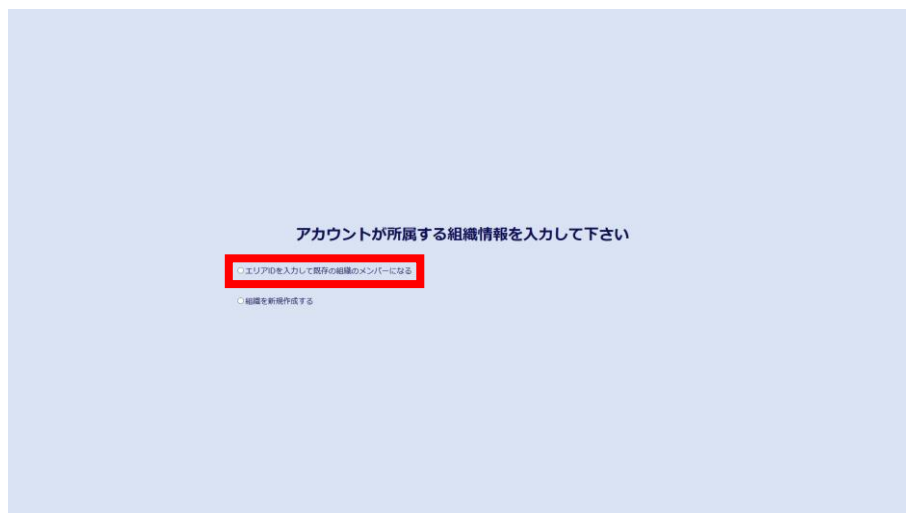 アカウントが所属する組織情報を入力して下さい
エリアIDを入力して既存の組織のメンバーになる
組織を新規作成する